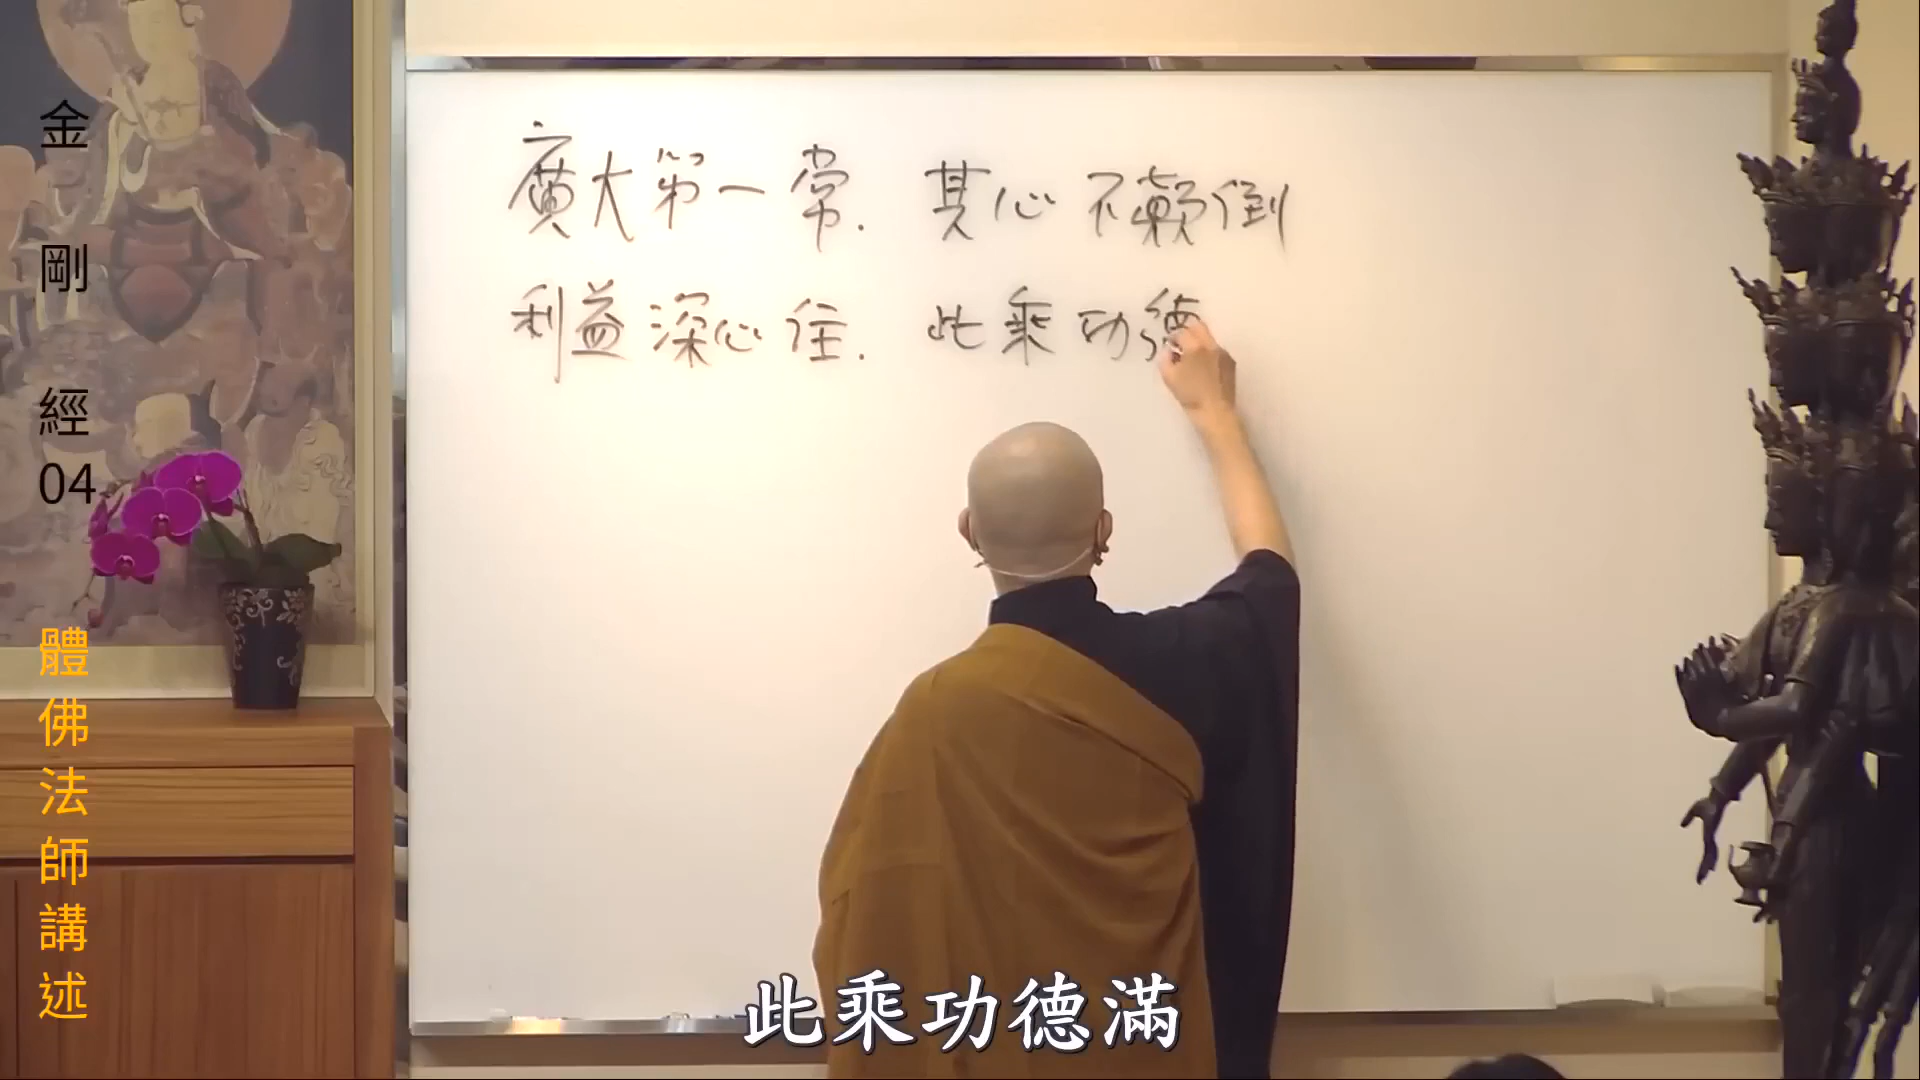 金剛經04
體佛法師講述
廣大第一常．其心不顛倒
利益深心住．此乘功德
此乘功德滿